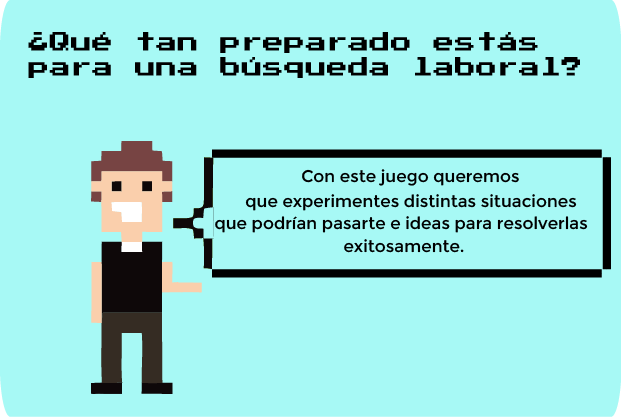 ¿Qué tan preparado estás
para una búsqueda laboral?
Con este juego queremos
que experimentes distintas situaciones
que podrían pasarte e ideas para resolverlas
exitosamente.